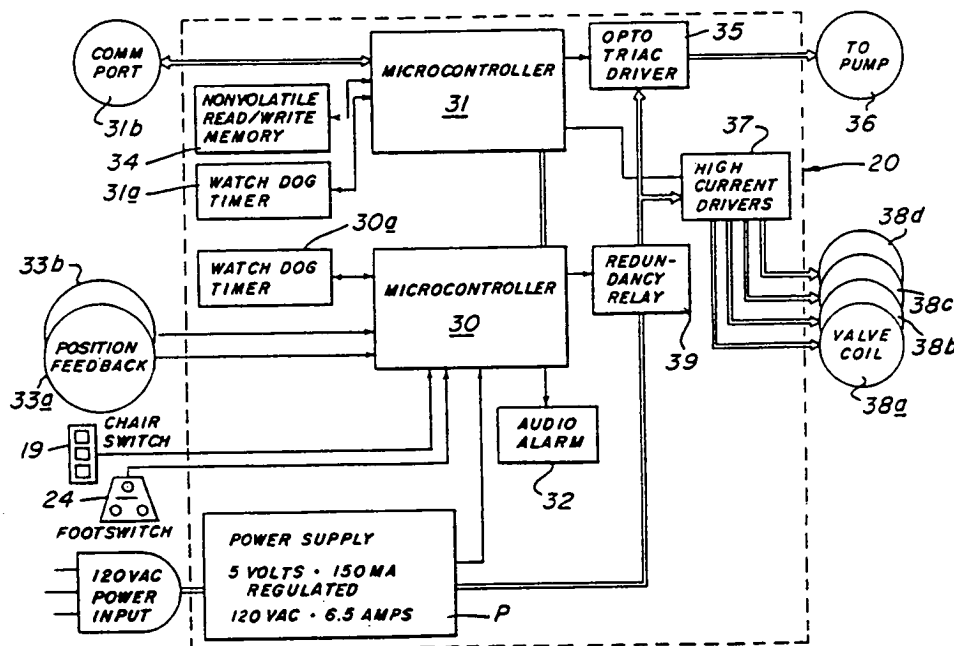 COMM
PORT
31b
MICROCONTROLLER
31
OPTO
TRIAC
DRIVER
35
TO
PUMP
36
NONVOLATILE
READ/WRITE
MEMORY
34
WATCH DOG
TIMER
31a
37
HIGH
CURRENT
DRIVERS
20
30a
WATCH DOG
TIMER
MICROCONTROLLER
30
REDUN-
DANCY
RELAY
39
38d
38c
38b
VALVE
COIL
38a
33b
POSITION
FEEDBACK
33a
CHAIR
SWITCH
19
24
FOOTSWITCH
AUDIO
ALARM
32
120VAC
POWER
INPUT
POWER SUPPLY
5 VOLTS • 150 MA
REGULATED
120 VAC • 6.5 AMPS
P